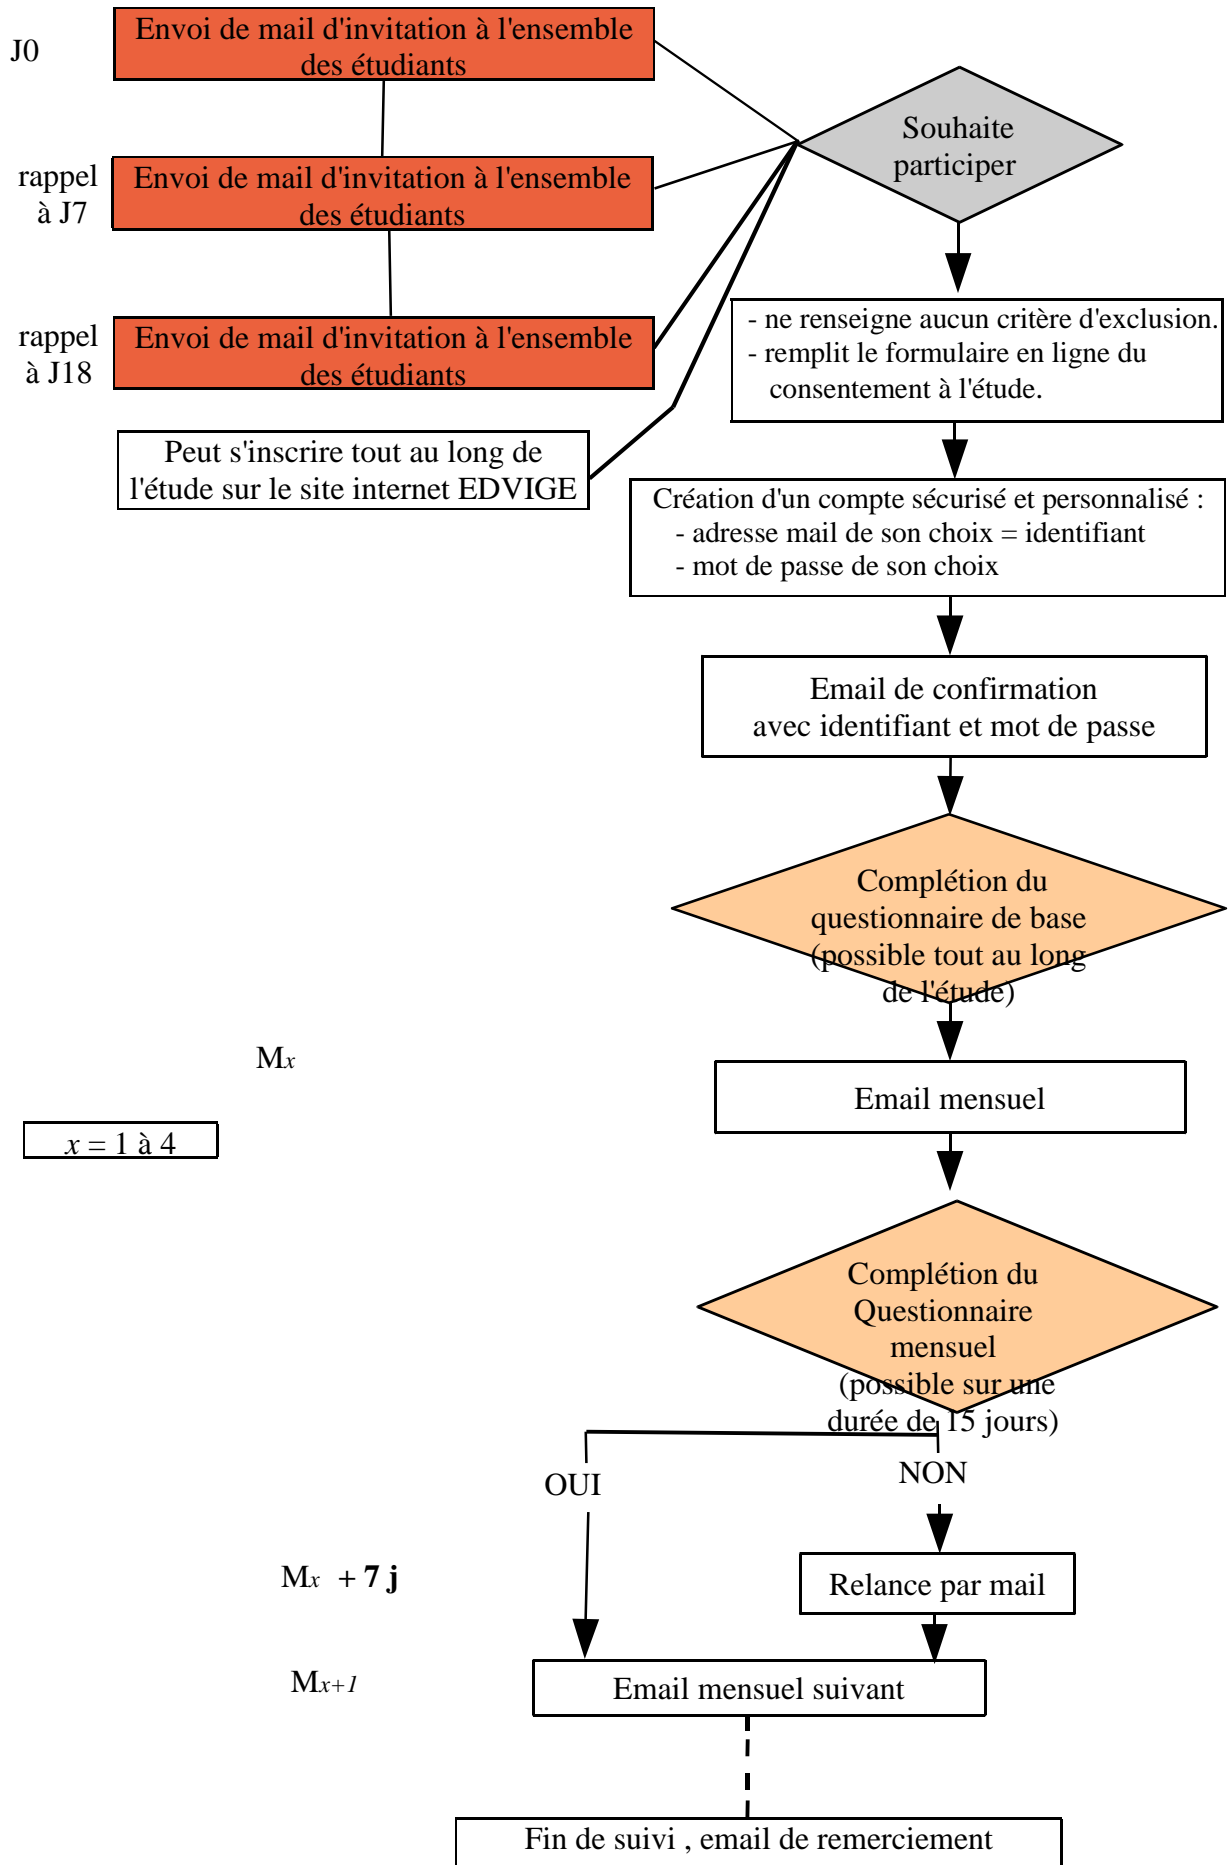 J0
Envoi de mail d'invitation à l'ensemble
des étudiants
Souhaite
participer
rappel
à J7
Envoi de mail d'invitation à l'ensemble
des étudiants
rappel
à J18
Envoi de mail d'invitation à l'ensemble
des étudiants
- ne renseigne aucun critère d'exclusion.
- remplit le formulaire en ligne du
consentement à l'étude.
Peut s'inscrire tout au long de
l'étude sur le site internet EDVIGE
Création d'un compte sécurisé et personnalisé :
- adresse mail de son choix = identifiant
- mot de passe de son choix
Email de confirmation
avec identifiant et mot de passe
Complétion du
questionnaire de base
(possible tout au long
de l'étude)
Mx
Email mensuel
x = 1 à 4
Complétion du
Questionnaire
mensuel
(possible sur une
durée de 15 jours)
OUI
NON
Mx + 7 j
Relance par mail
Mx+1
Email mensuel suivant
Fin de suivi , email de remerciement